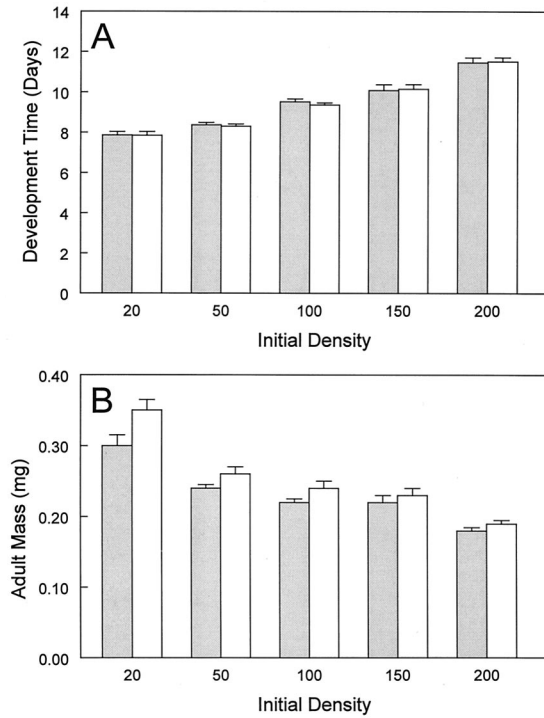 A
Development Time (Days)
14
12
10
8
6
4
2
0
20 50 100 150 200
Initial Density
B
Adult Mass (mg)
0.40
0.30
0.20
0.10
0.00
20 50 100 150 200
Initial Density